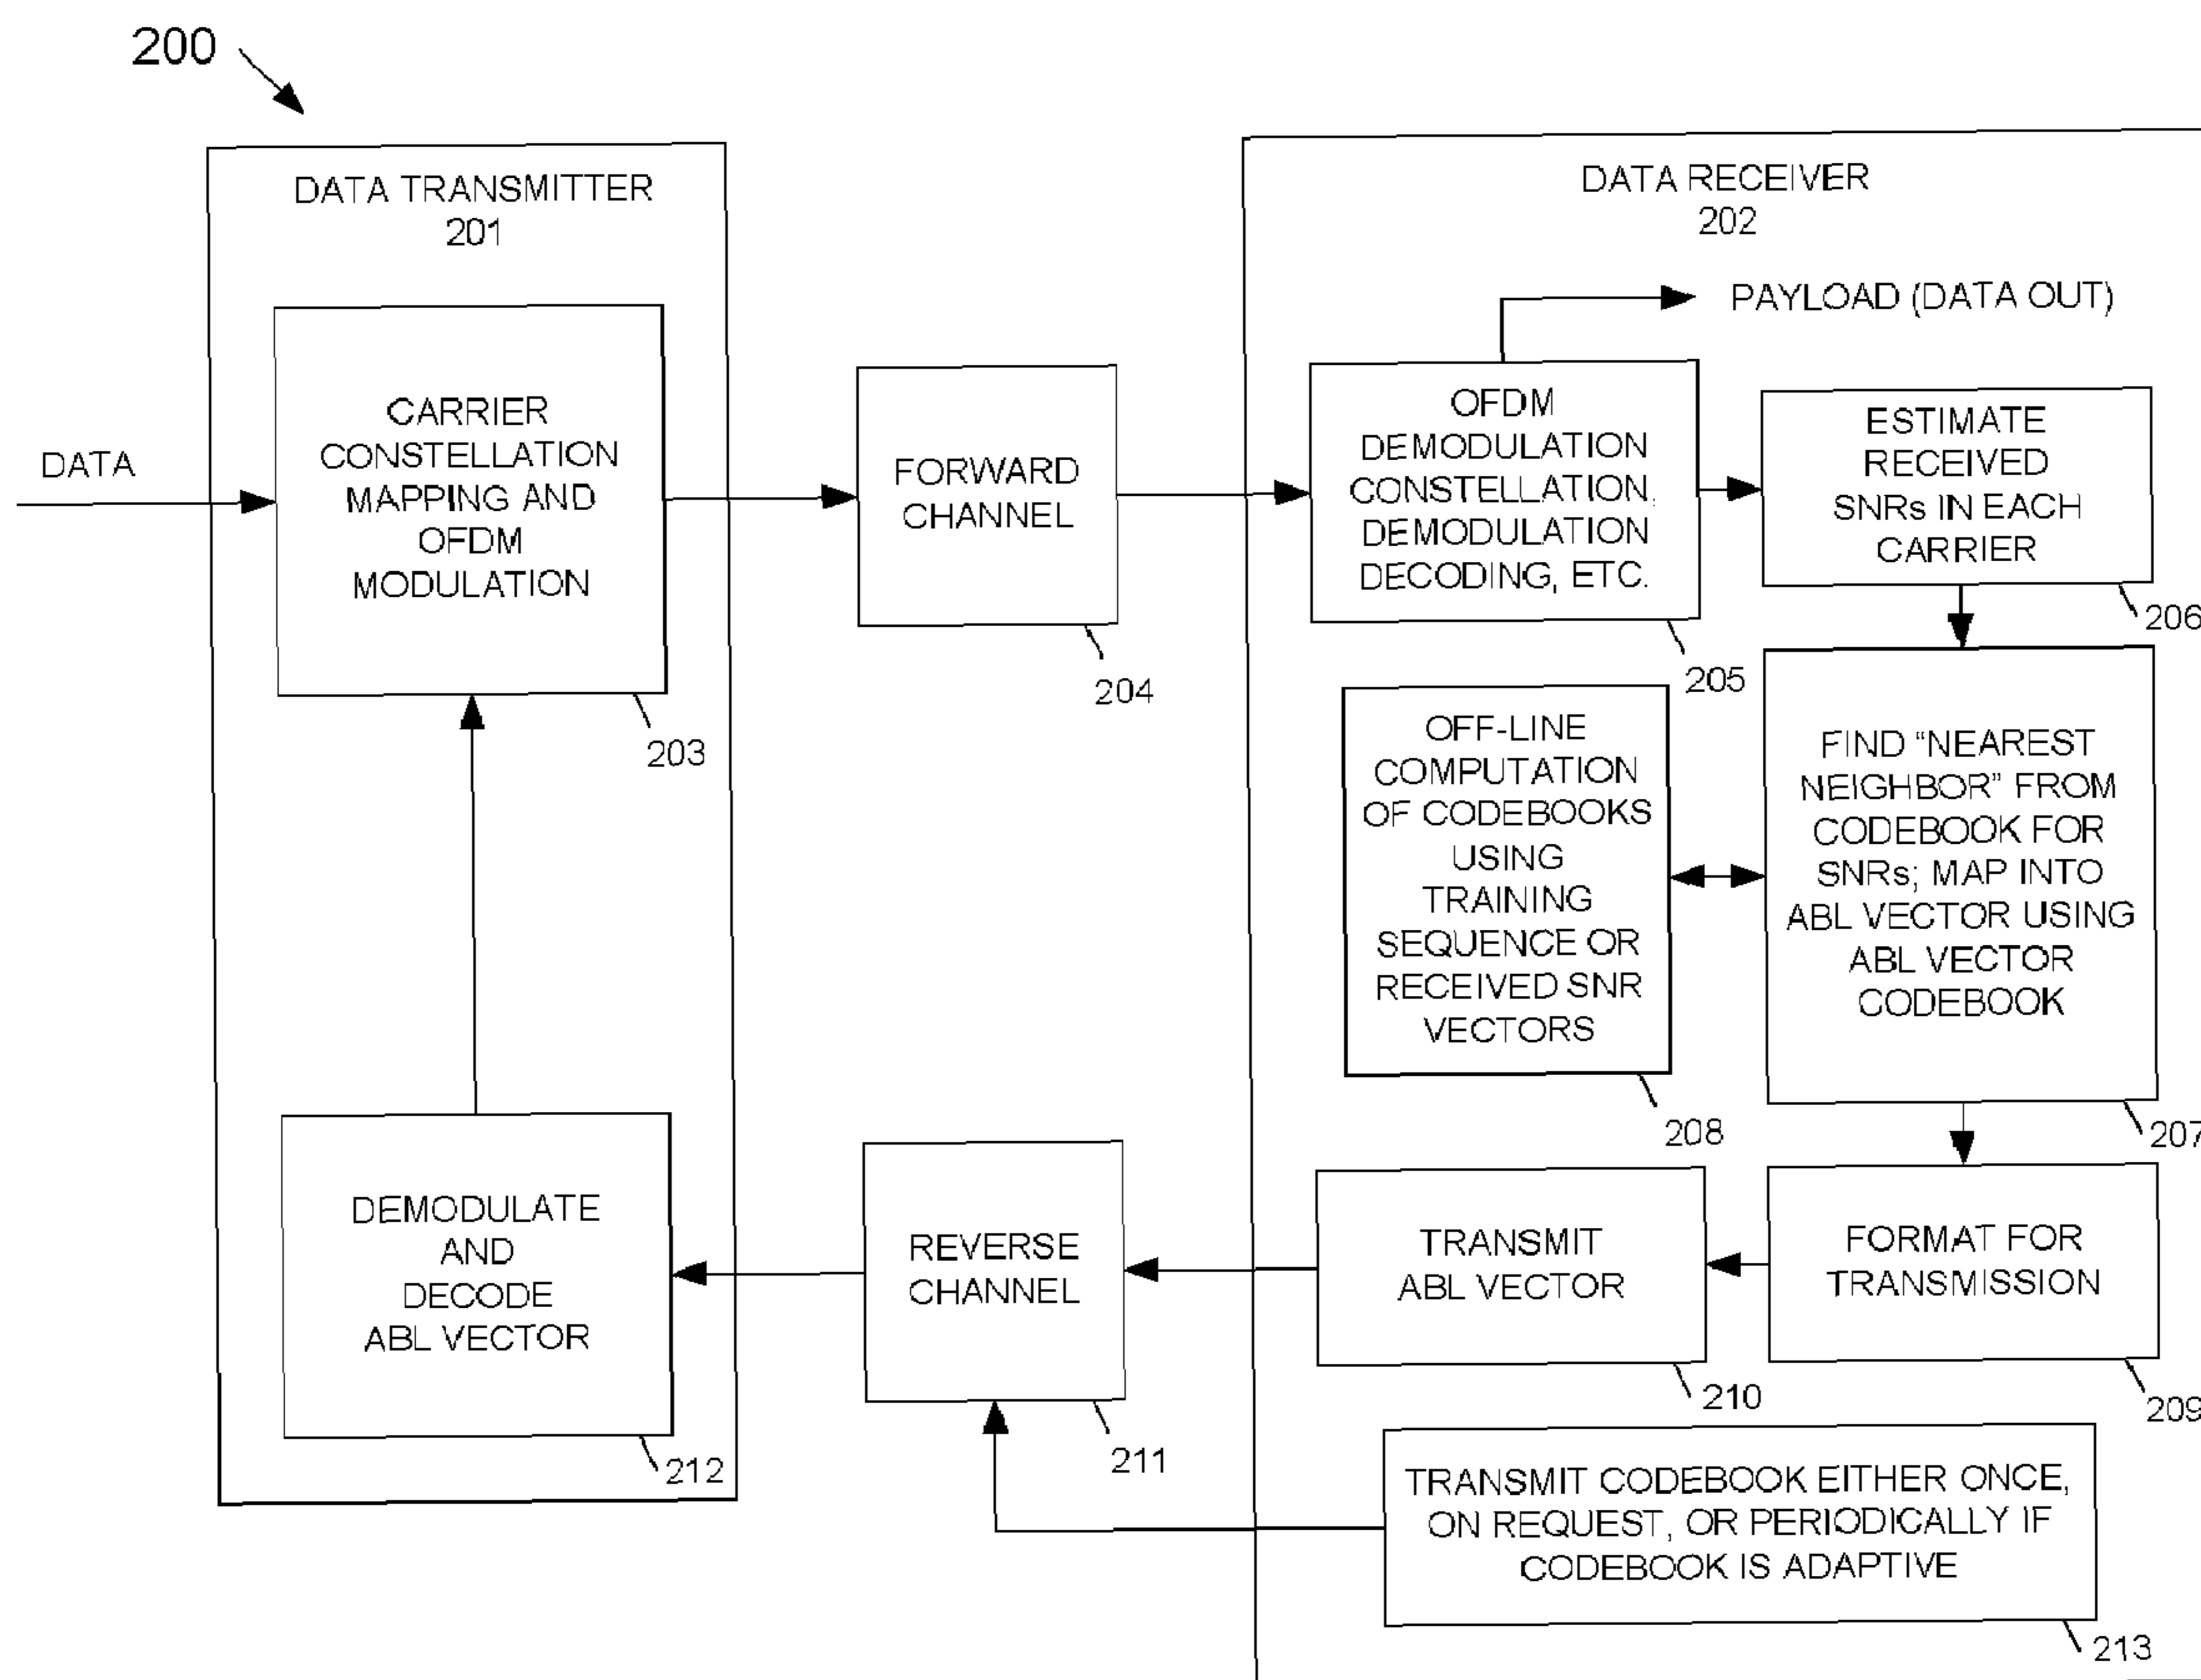 200
DATA TRANSMITTER
201
DATA RECEIVER
202
PAYLOAD (DATA OUT)
DATA
CARRIER
CONSTELLATION
MAPPING AND
OFDM
MODULATION
203
FORWARD
CHANNEL
204
OFDM
DEMODULATION
CONSTELLATION,
DEMODULATION
DECODING, ETC.
205
ESTIMATE
RECEIVED
SNRs IN EACH
CARRIER
206
OFF-LINE
COMPUTATION
OF CODEBOOKS
USING
TRAINING
SEQUENCE OR
RECEIVED SNR
VECTORS
208
FIND “NEAREST
NEIGHBOR” FROM
CODEBOOK FOR
SNRs; MAP INTO
ABL VECTOR USING
ABL VECTOR
CODEBOOK
207
DEMODULATE
AND
DECODE
ABL VECTOR
212
REVERSE
CHANNEL
211
TRANSMIT
ABL VECTOR
210
FORMAT FOR
TRANSMISSION
209
TRANSMIT CODEBOOK EITHER ONCE,
ON REQUEST, OR PERIODICALLY IF
CODEBOOK IS ADAPTIVE
213